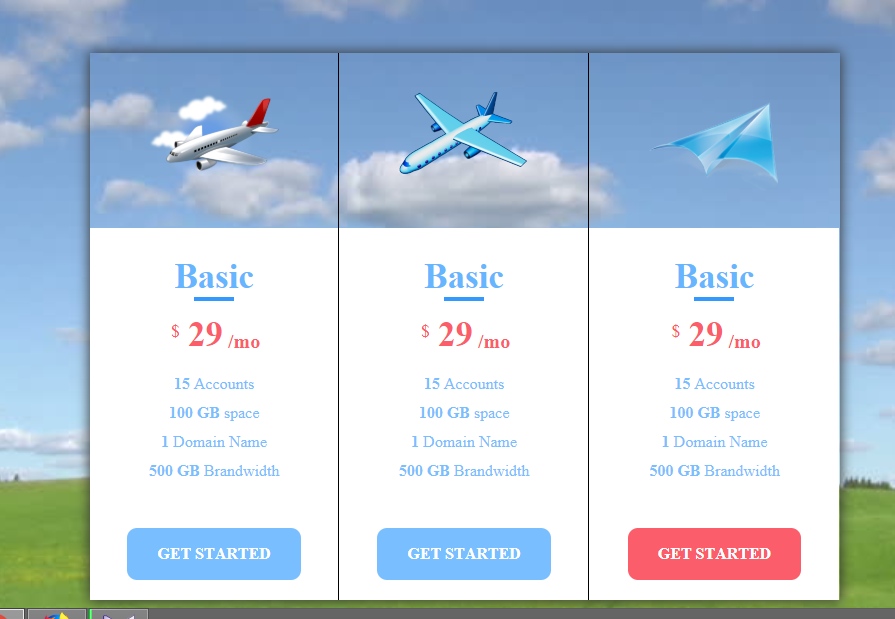 Basic
$ 29 /mo
15 Accounts
100 GB space
1 Domain Name
500 GB Brandwidth
GET STARTED
Basic
$ 29 /mo
15 Accounts
100 GB space
1 Domain Name
500 GB Brandwidth
GET STARTED
Basic
$ 29 /mo
15 Accounts
100 GB space
1 Domain Name
500 GB Brandwidth
GET STARTED